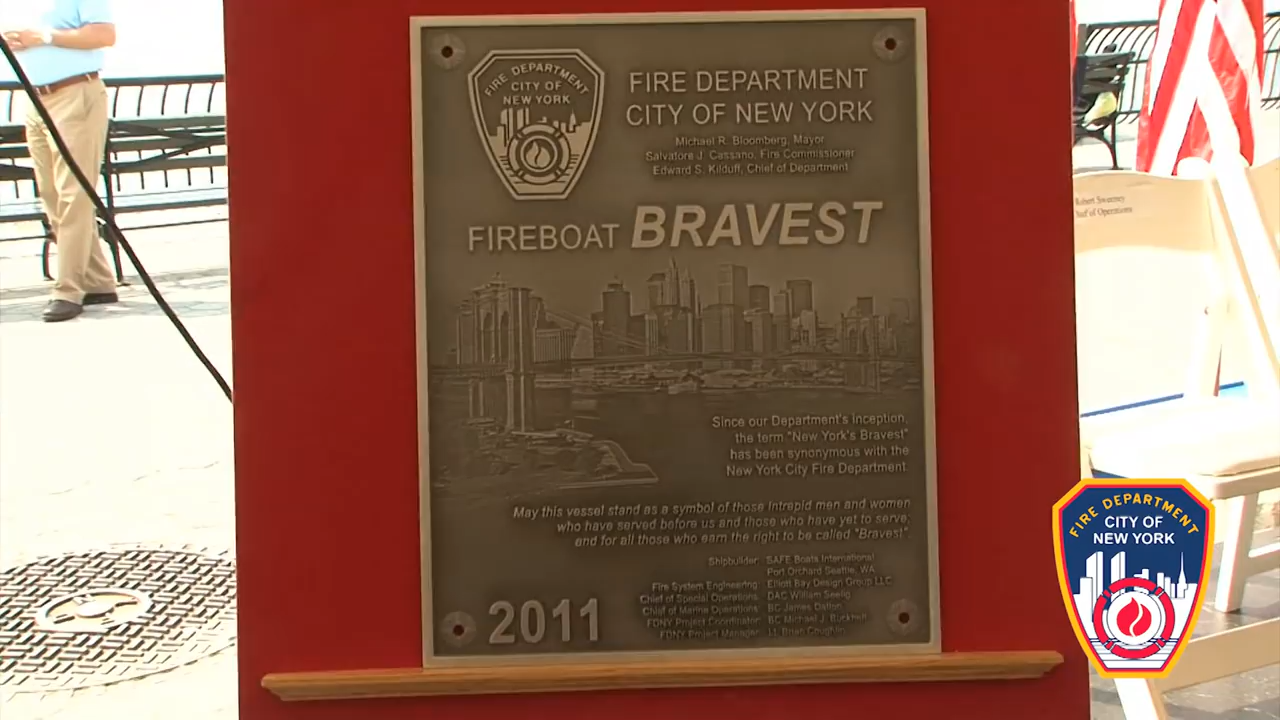 FIRE DEPARTMENT
CITY OF
NEW YORK
FIRE DEPARTMENT
CITY OF NEW YORK
Michael R. Bloomberg, Mayor
Salvatore J. Cassano, Fire Commissioner
Edward S. Kilduff, Chief of Department
FIREBOAT BRAVEST
Since our Department's inception,
the term "New York's Bravest"
has been synonymous with the
New York City Fire Department.
May this vessel stand as a symbol of those intrepid men and women
who have served before us and those who have yet to serve;
and for all those who earn the right to be called "Bravest".
Shipbuilder: SAFE Boats International
Port Orchard Seattle, WA
Fire System Engineering: Elliott Bay Design Group LLC
Chief of Special Operations: DAC William Seelig
Chief of Marine Operations: BC James Dalton
FDNY Project Coordinator: BC Michael J. Buckheit
FDNY Project Manager: Lt. Brian Coughlin
2011
Robert Sweeney
Chief of Operations
FIRE DEPARTMENT
CITY OF
NEW YORK